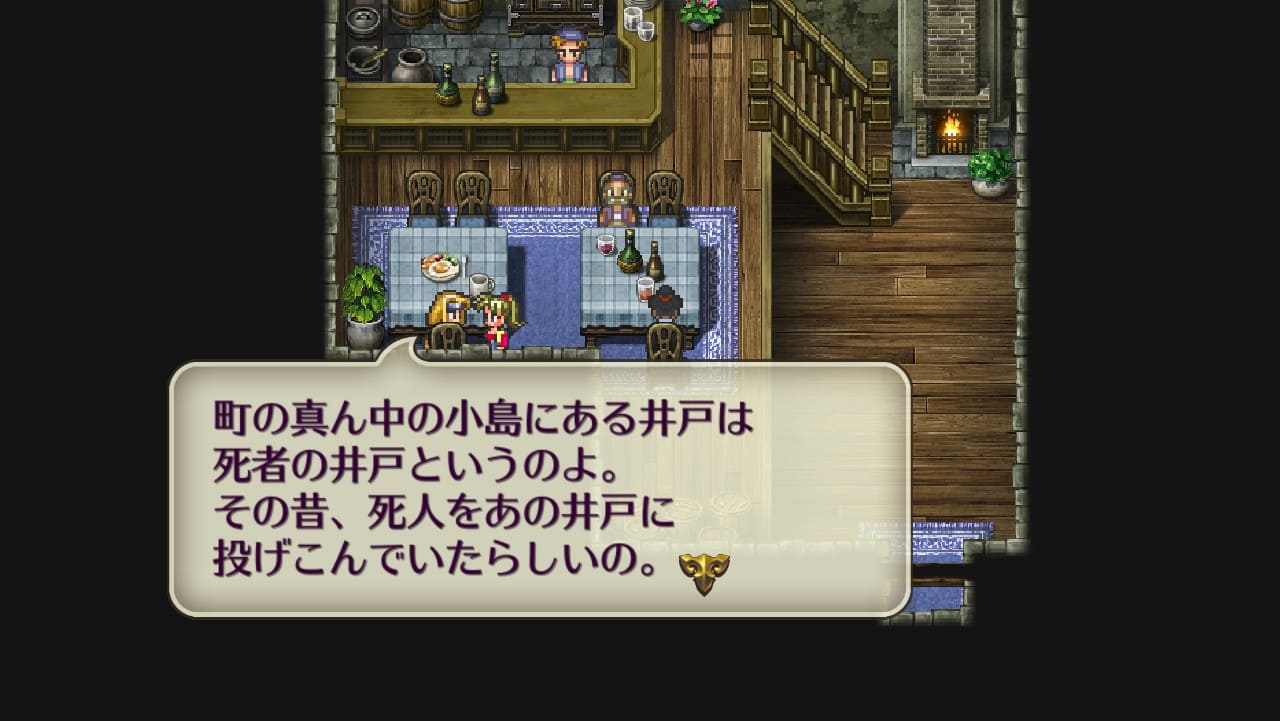 町の真ん中の小島にある井戸は
死者の井戸というのよ。
その昔、死人をあの井戸に
投げこんでいたらしいの。